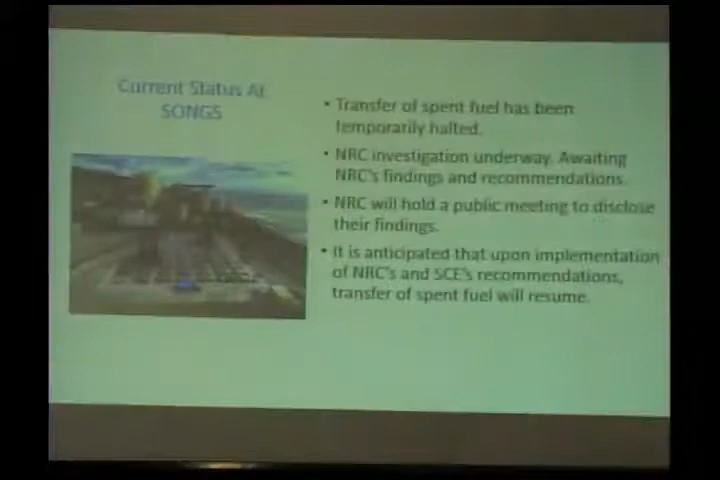 Current Status At
SONGS
• Transfer of spent fuel has been
temporarily halted.
• NRC investigation underway. Awaiting
NRC's findings and recommendations.
• NRC will hold a public meeting to disclose
their findings.
• It is anticipated that upon implementation
of NRC's and SCE's recommendations,
transfer of spent fuel will resume.